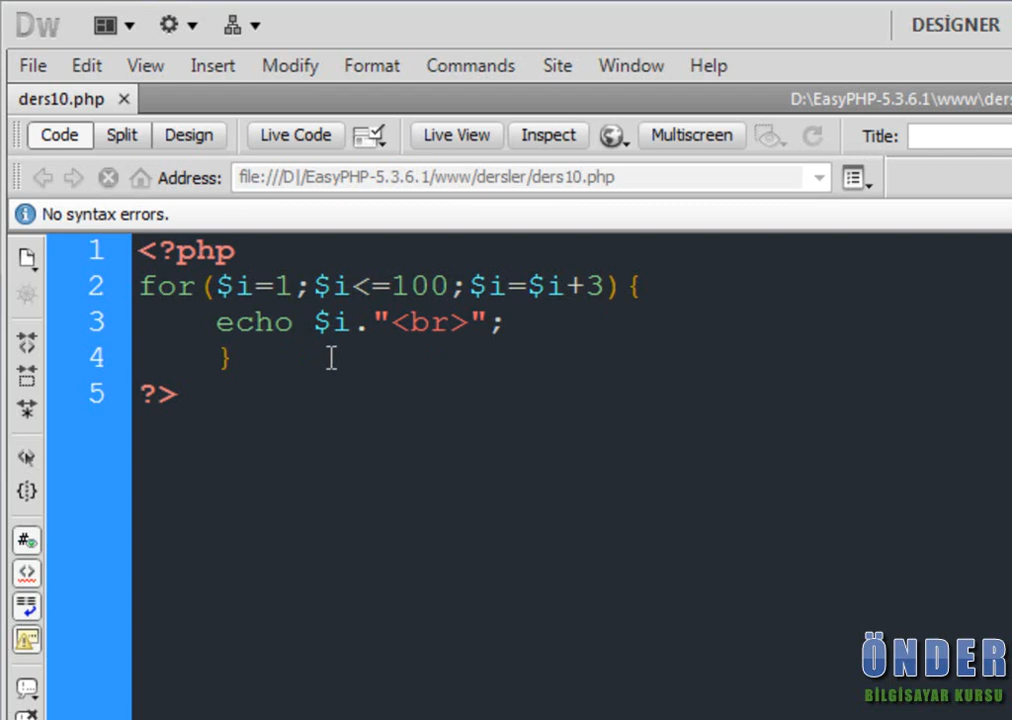 Dw
DESİGNER
File Edit View Insert Modify Format Commands Site Window Help
ders10.php
D:\EasyPHP-5.3.6.1\www\ders
Code Split Design Live Code Live View Inspect Multiscreen Title:
Address: file:///D|/EasyPHP-5.3.6.1/www/dersler/ders10.php
No syntax errors.
1 <?php
2 for($i=1;$i<=100;$i=$i+3){
3 echo $i."<br>";
4 }
5 ?>
ÖNDER
BİLGİSAYAR KURSU